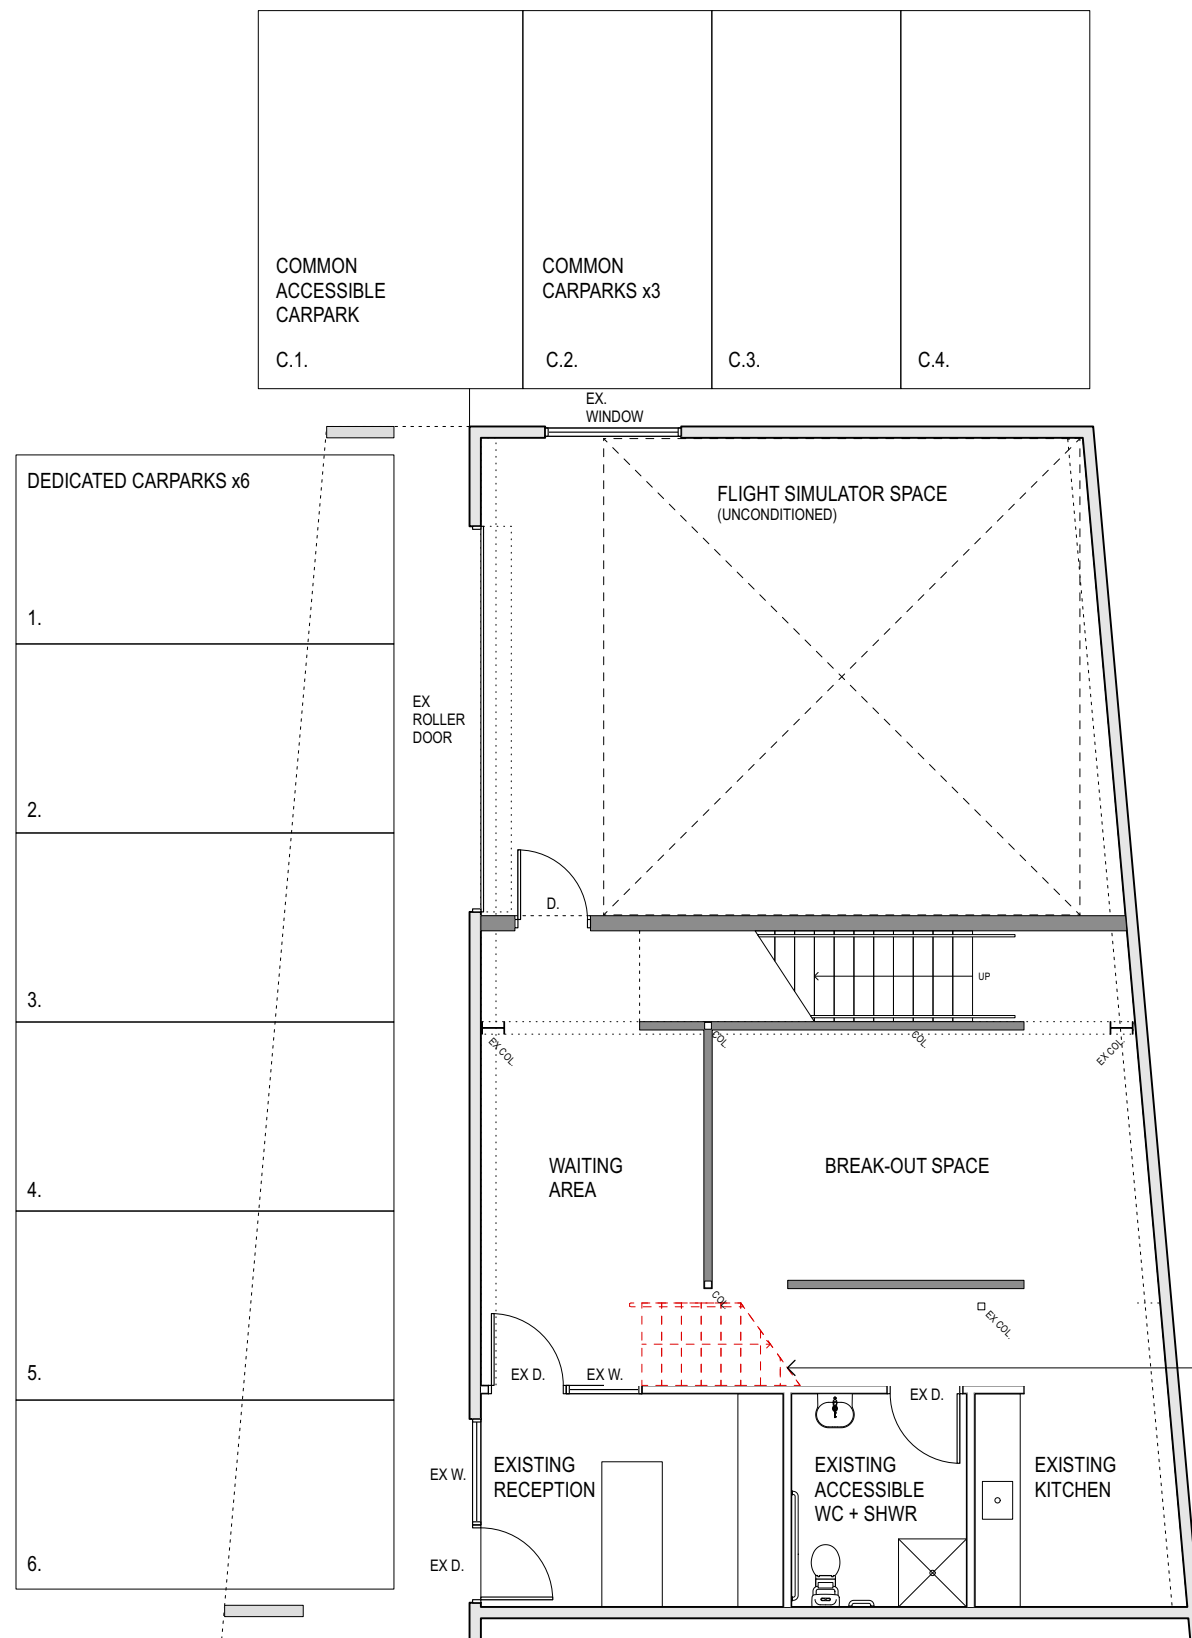 COMMON
ACCESSIBLE
CARPARK
C.1.
COMMON
CARPARKS x3
C.2.
C.3.
C.4.
EX.
WINDOW
DEDICATED CARPARKS x6
1.
2.
3.
4.
5.
6.
FLIGHT SIMULATOR SPACE
(UNCONDITIONED)
EX
ROLLER
DOOR
D.
UP
EX COL.
COL.
COL.
EX COL.
WAITING
AREA
BREAK-OUT SPACE
COL.
EX COL.
EX D.
EX W.
EX D.
EX W.
EXISTING
RECEPTION
EXISTING
ACCESSIBLE
WC + SHWR
EXISTING
KITCHEN
EX D.